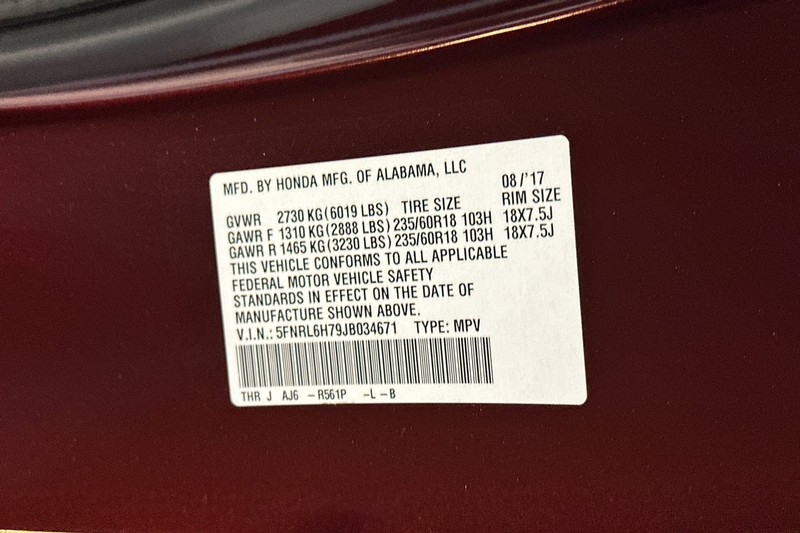 MFD. BY HONDA MFG. OF ALABAMA, LLC 08/'17
GVWR 2730 KG(6019 LBS) TIRE SIZE RIM SIZE
GAWR F 1310 KG(2888 LBS) 235/60R18 103H 18X7.5J
GAWR R 1465 KG(3230 LBS) 235/60R18 103H 18X7.5J
THIS VEHICLE CONFORMS TO ALL APPLICABLE
FEDERAL MOTOR VEHICLE SAFETY
STANDARDS IN EFFECT ON THE DATE OF
MANUFACTURE SHOWN ABOVE.
V.I.N.: 5FNRL6H79JB034671 TYPE: MPV
THR J AJ6 -R561P -L -B